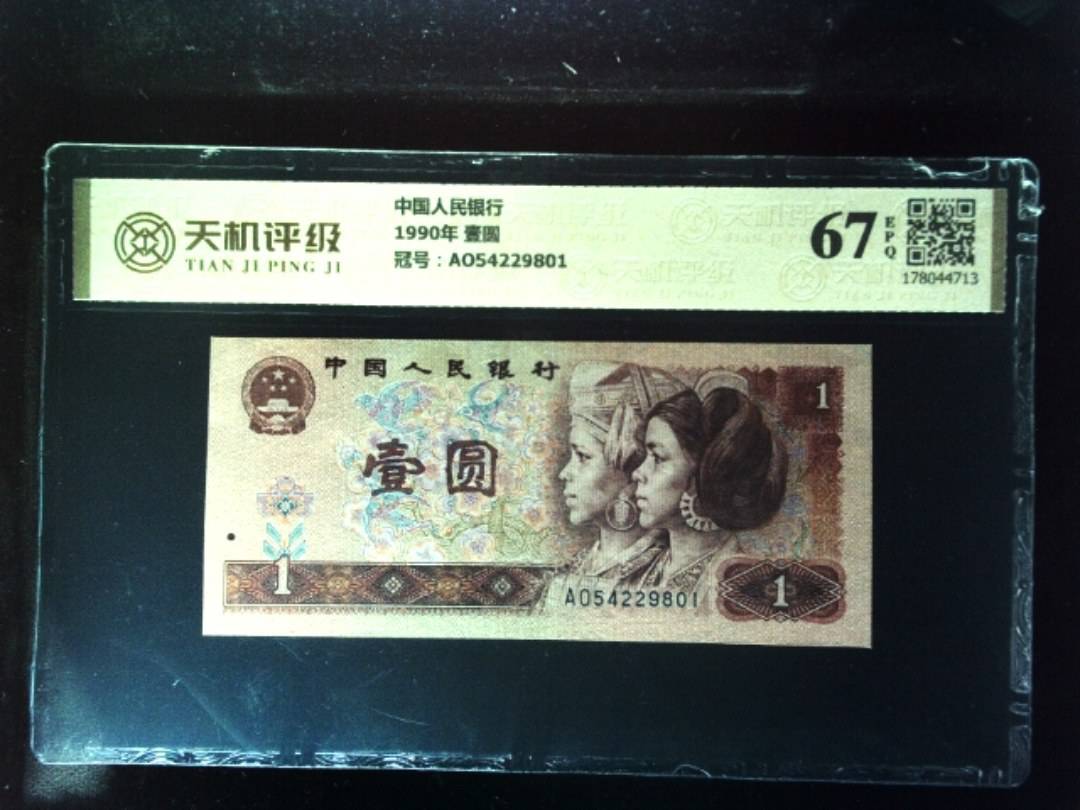 天机评级
TIAN JI PING JI
中国人民银行
1990年 壹圆
冠号：AO54229801
67
EPQ
178044713
中国人民银行
1
壹圆
1
AO54229801
1